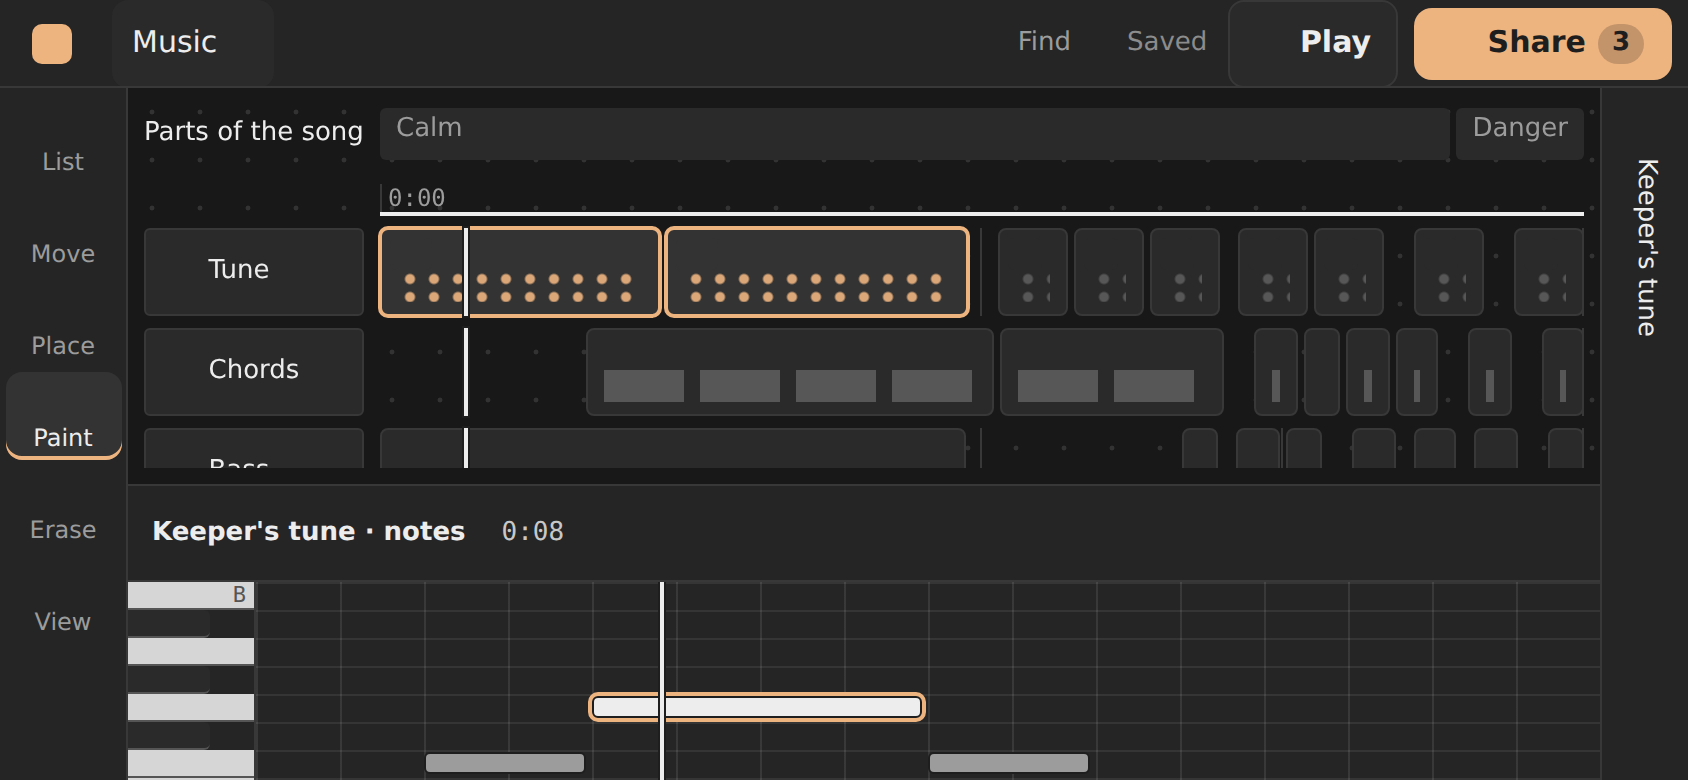 Music
Find
Saved
Play
Share 3
List
Move
Place
Paint
Erase
View
Parts of the song
Calm
Danger
0:00
Tune
Chords
Bass
Keeper's tune · notes 0:08
B
Keeper's tune